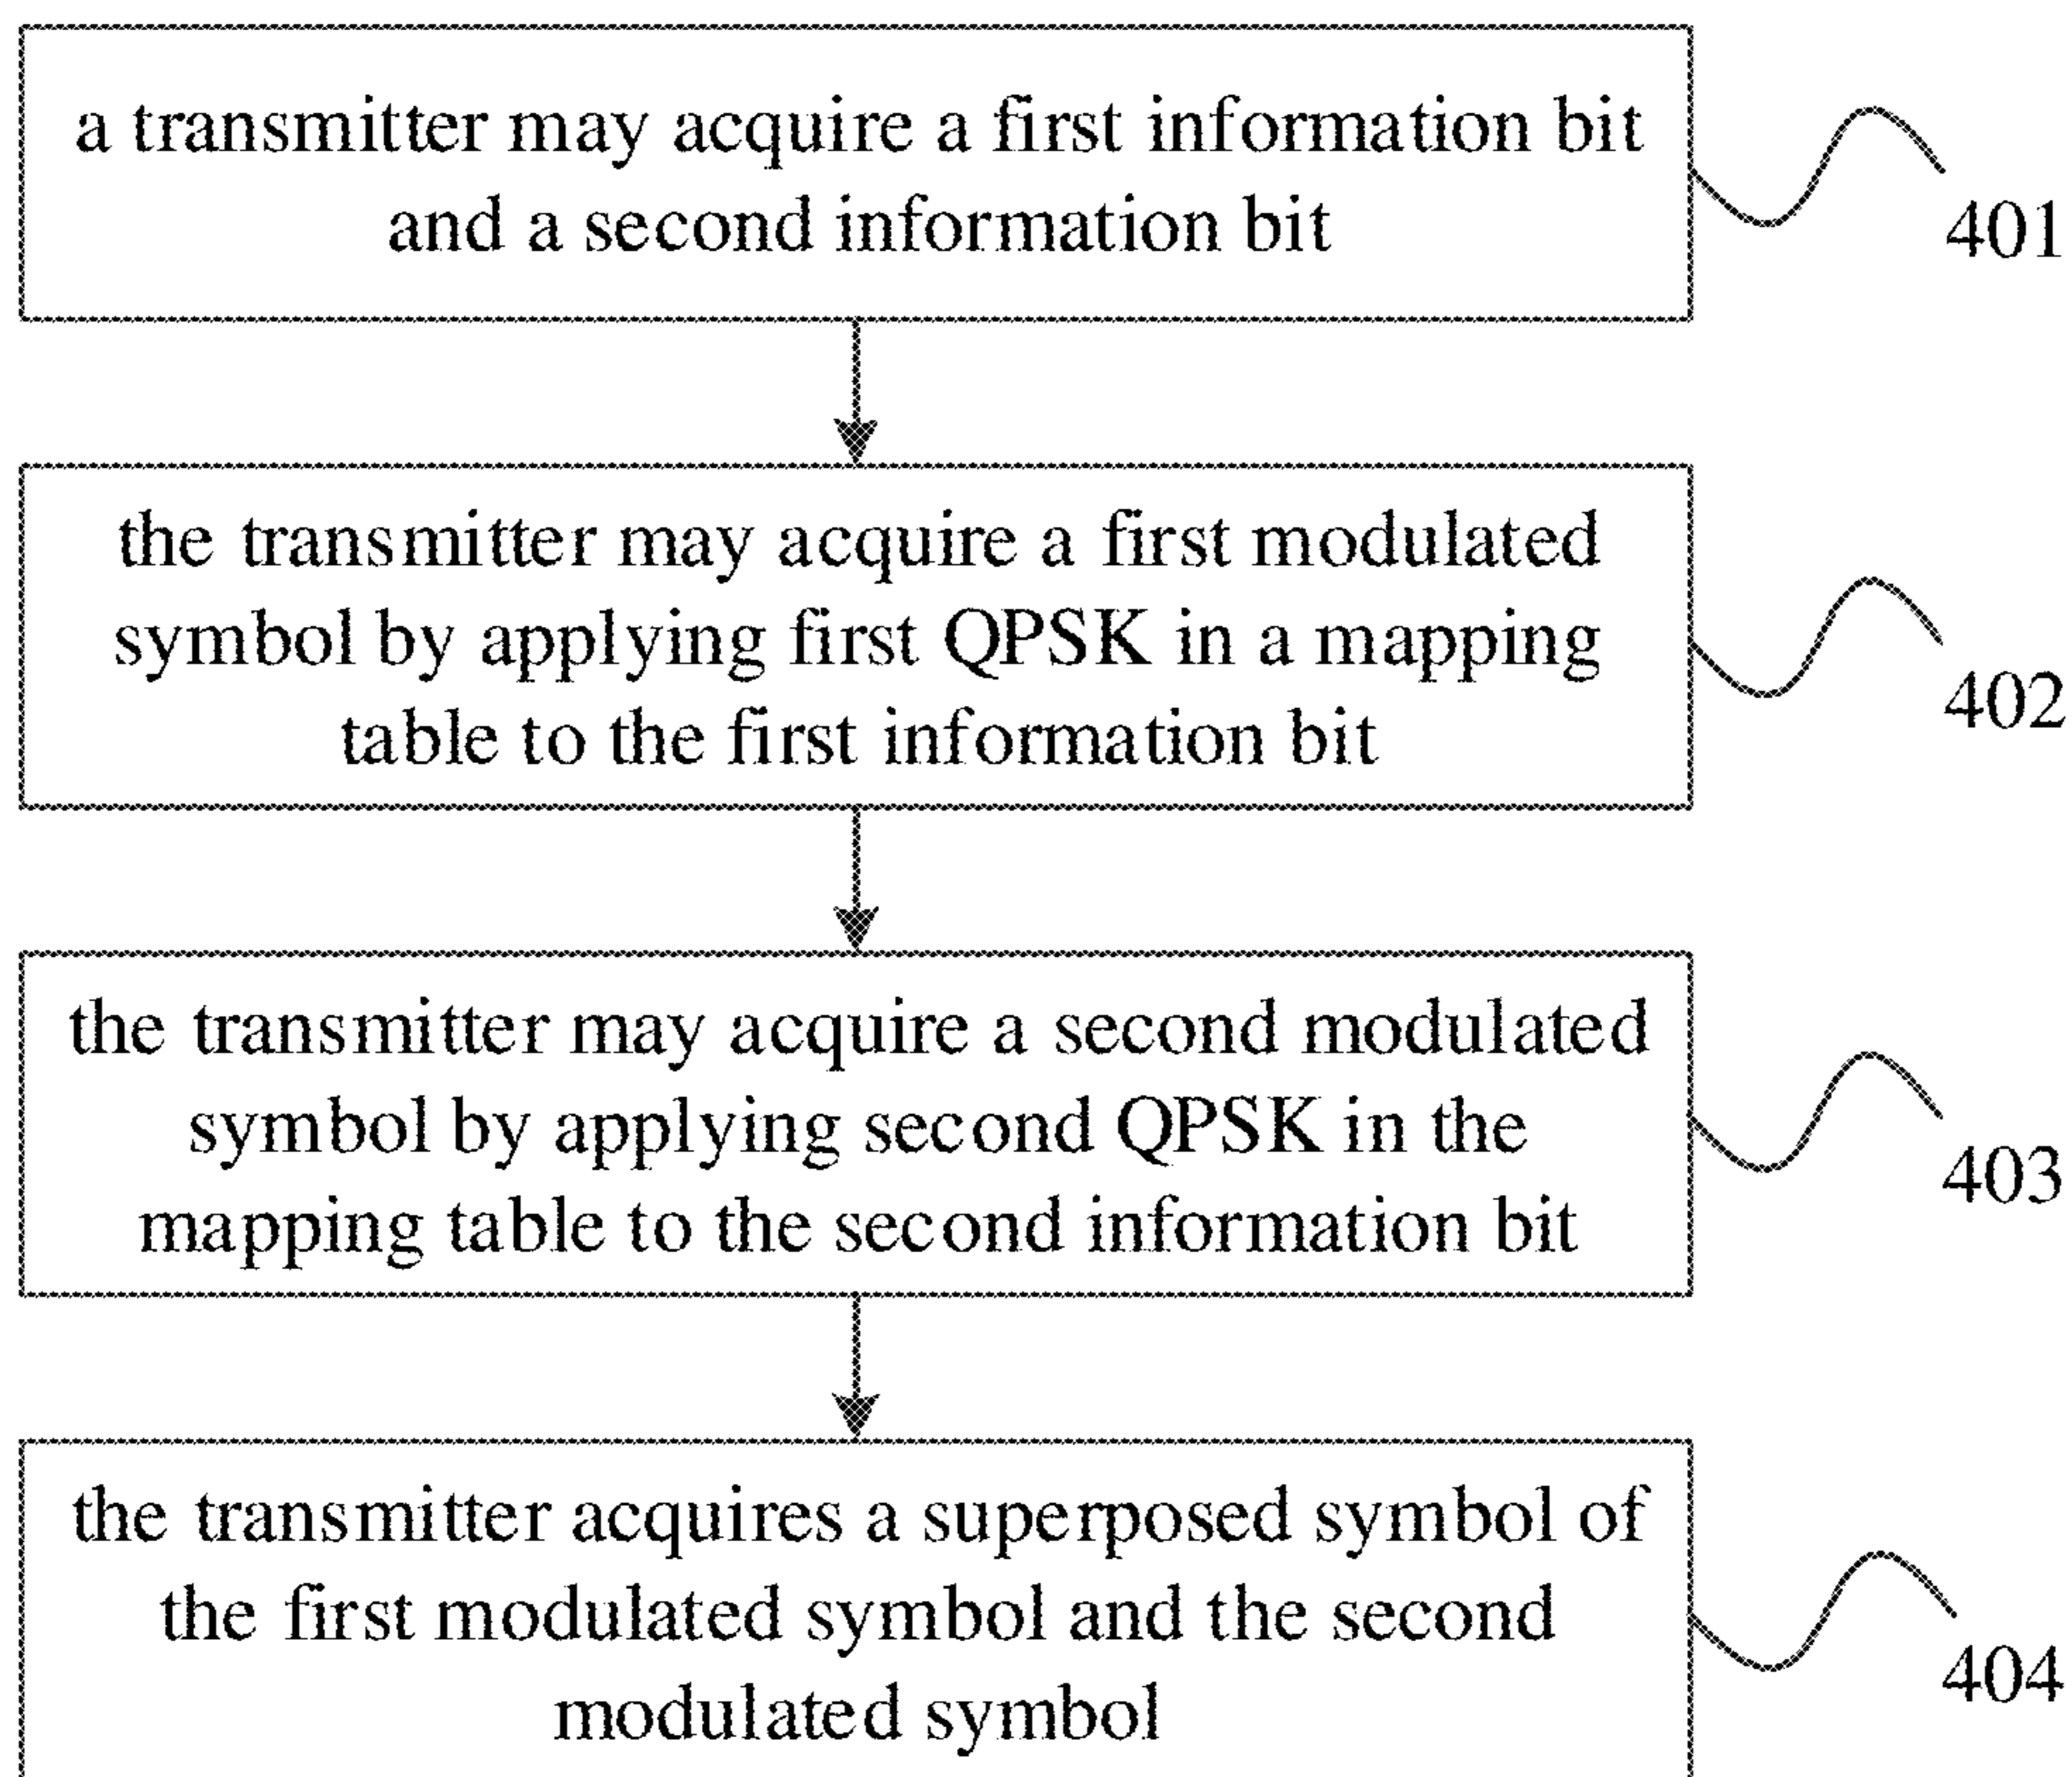 a transmitter may acquire a first information bit
and a second information bit
401
the transmitter may acquire a first modulated
symbol by applying first QPSK in a mapping
table to the first information bit
402
the transmitter may acquire a second modulated
symbol by applying second QPSK in the
mapping table to the second information bit
403
the transmitter acquires a superposed symbol of
the first modulated symbol and the second
modulated symbol
404